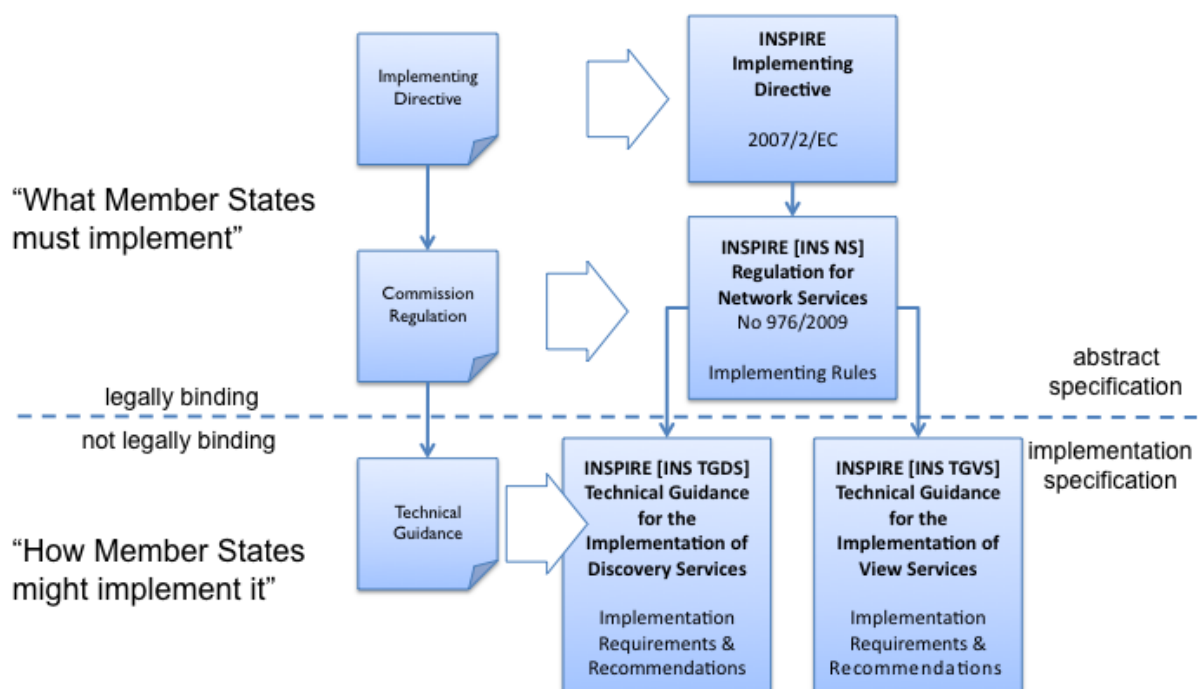 Implementing
Directive
INSPIRE
Implementing
Directive
2007/2/EC
“What Member States
must implement”
Commission
Regulation
INSPIRE [INS NS]
Regulation for
Network Services
No 976/2009
Implementing Rules
abstract
specification
legally binding
not legally binding
implementation
specification
“How Member States
might implement it”
Technical
Guidance
INSPIRE [INS TGDS]
Technical Guidance
for the
Implementation of
Discovery Services
Implementation
Requirements &
Recommendations
INSPIRE [INS TGVS]
Technical Guidance
for the
Implementation of
View Services
Implementation
Requirements &
Recommendations